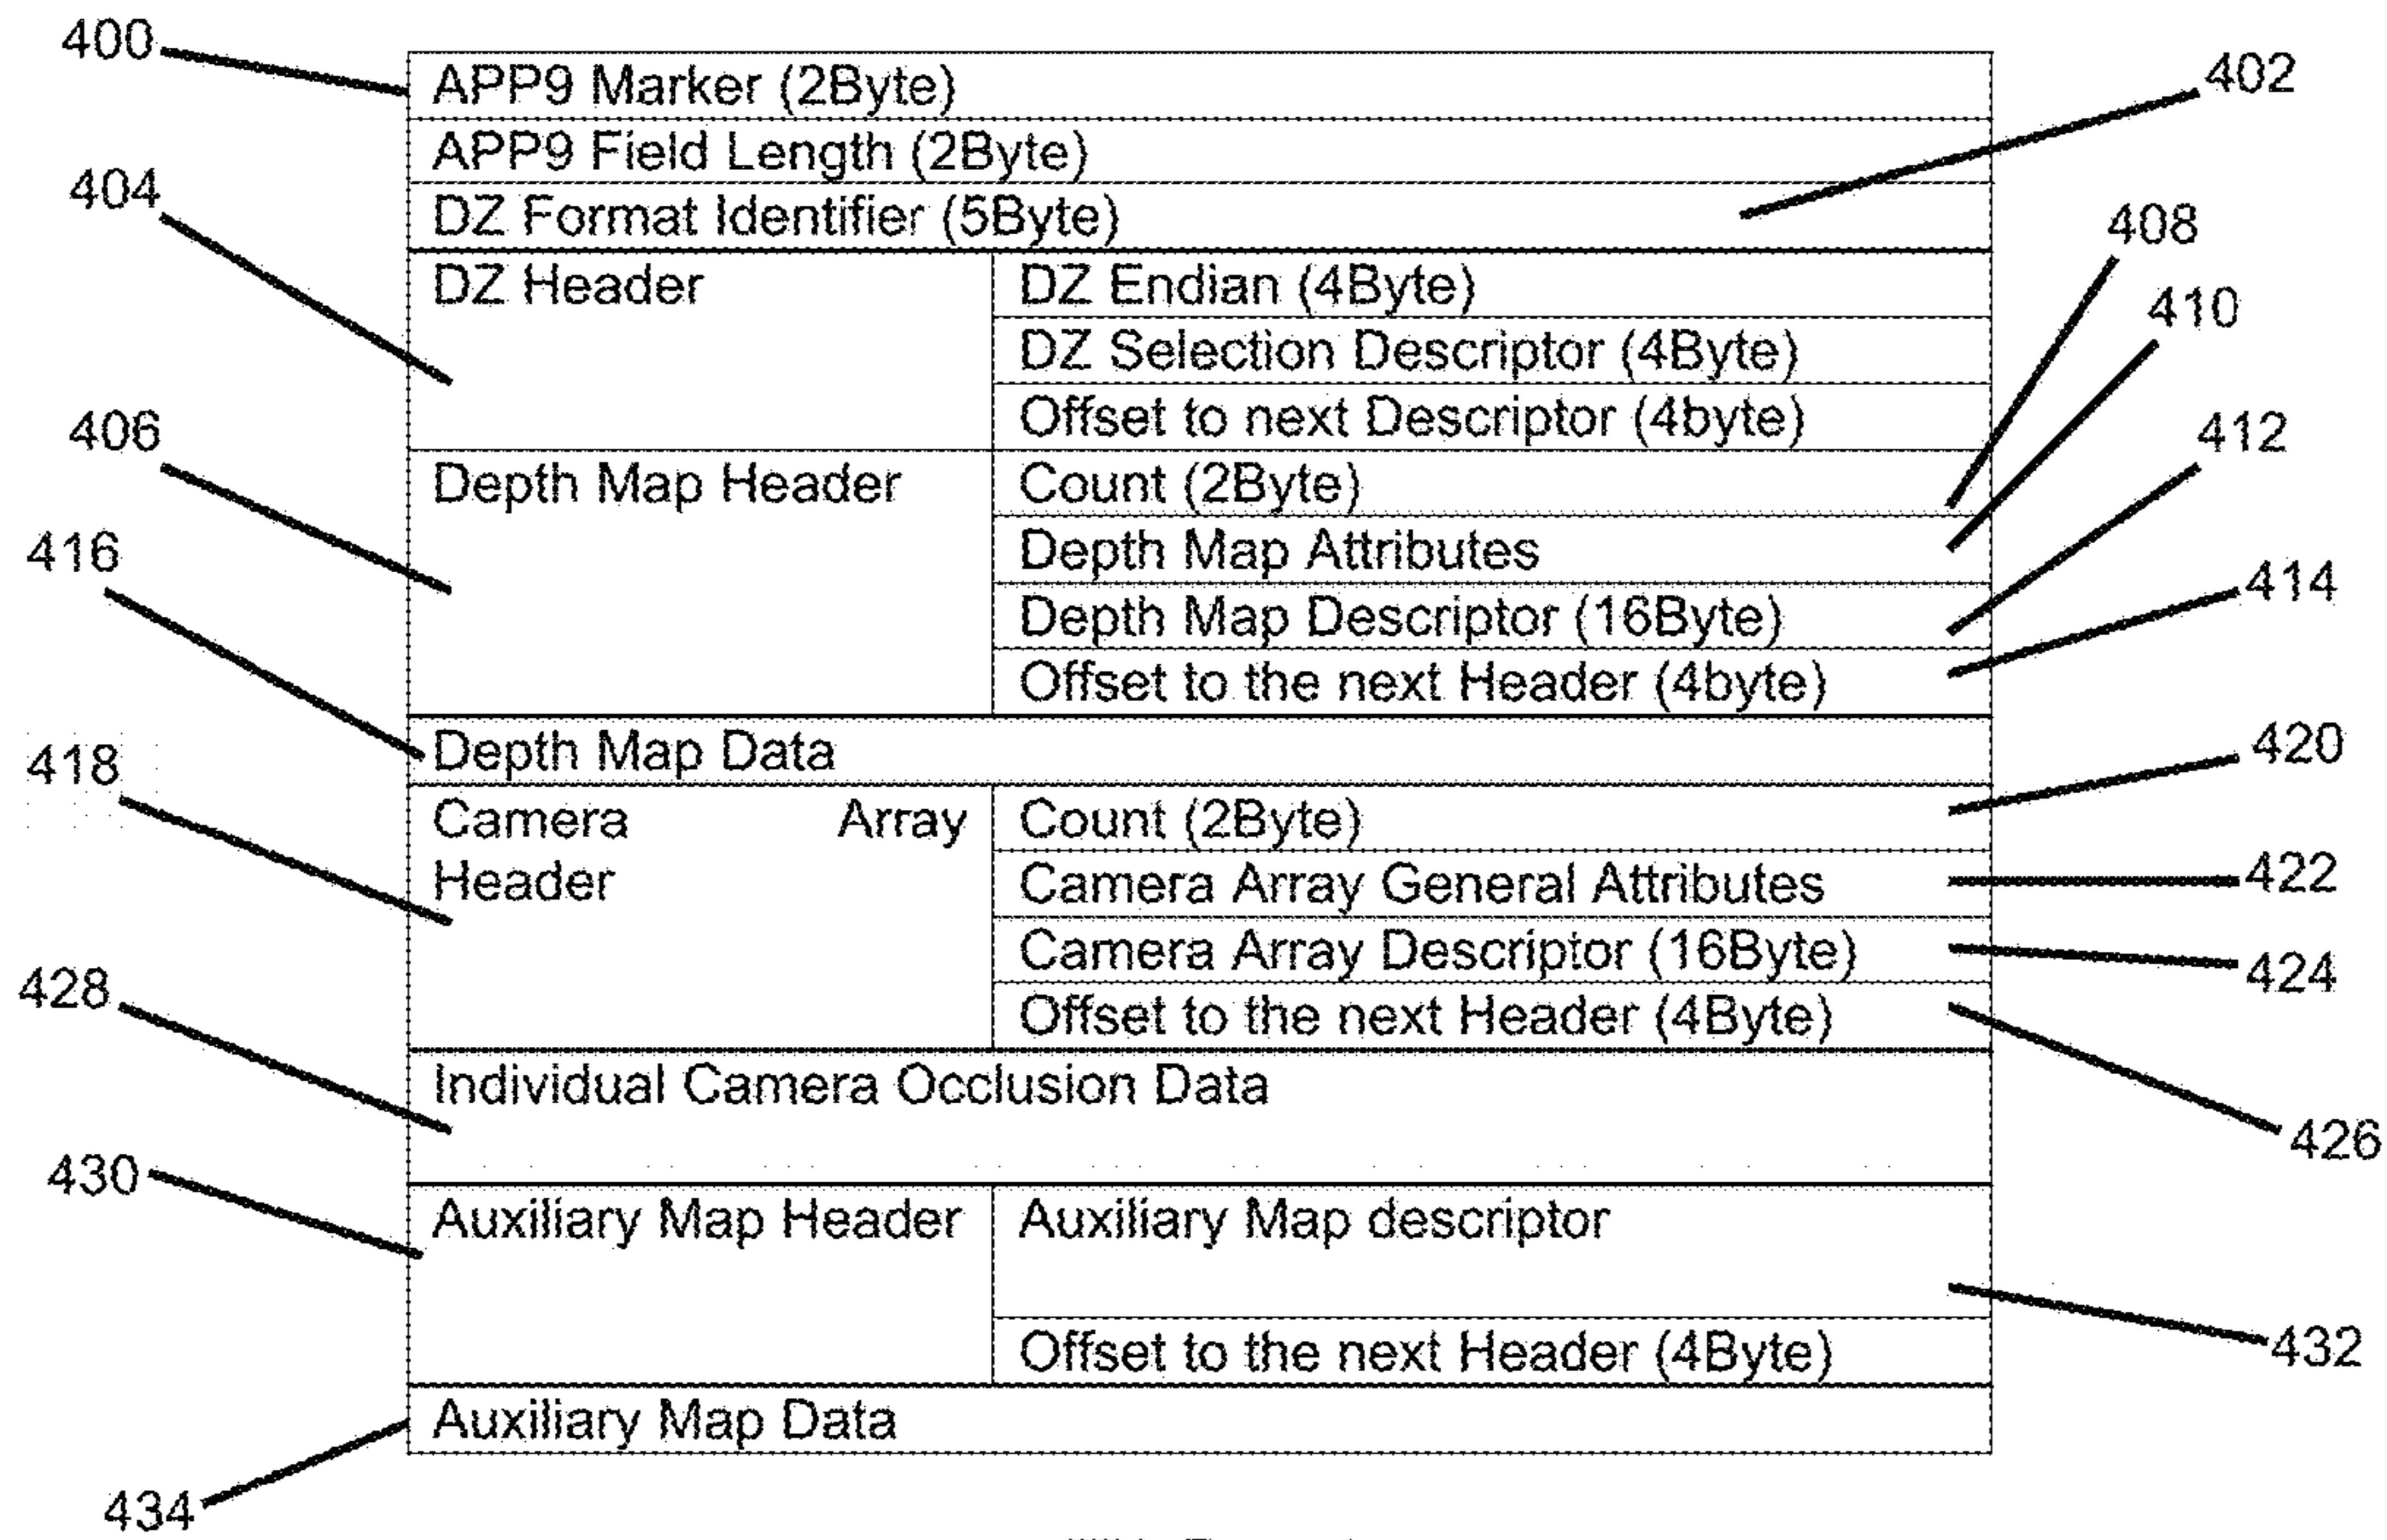 400
APP9 Marker (2Byte)
402
APP9 Field Length (2Byte)
404
DZ Format Identifier (5Byte)
408
DZ Header
DZ Endian (4Byte)
410
DZ Selection Descriptor (4Byte)
Offset to next Descriptor (4byte)
406
412
Depth Map Header
Count (2Byte)
416
Depth Map Attributes
414
Depth Map Descriptor (16Byte)
Offset to the next Header (4byte)
418
Depth Map Data
420
Camera Array
Header
Count (2Byte)
Camera Array General Attributes
422
Camera Array Descriptor (16Byte)
424
428
Offset to the next Header (4Byte)
Individual Camera Occlusion Data
426
430
Auxiliary Map Header
Auxiliary Map descriptor
432
Offset to the next Header (4Byte)
Auxiliary Map Data
434